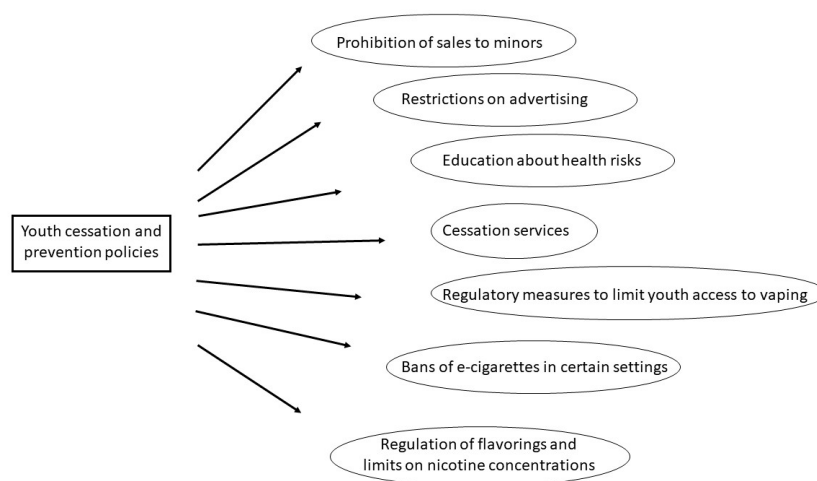 Prohibition of sales to minors
Restrictions on advertising
Education about health risks
Youth cessation and
prevention policies
Cessation services
Regulatory measures to limit youth access to vaping
Bans of e-cigarettes in certain settings
Regulation of flavorings and
limits on nicotine concentrations